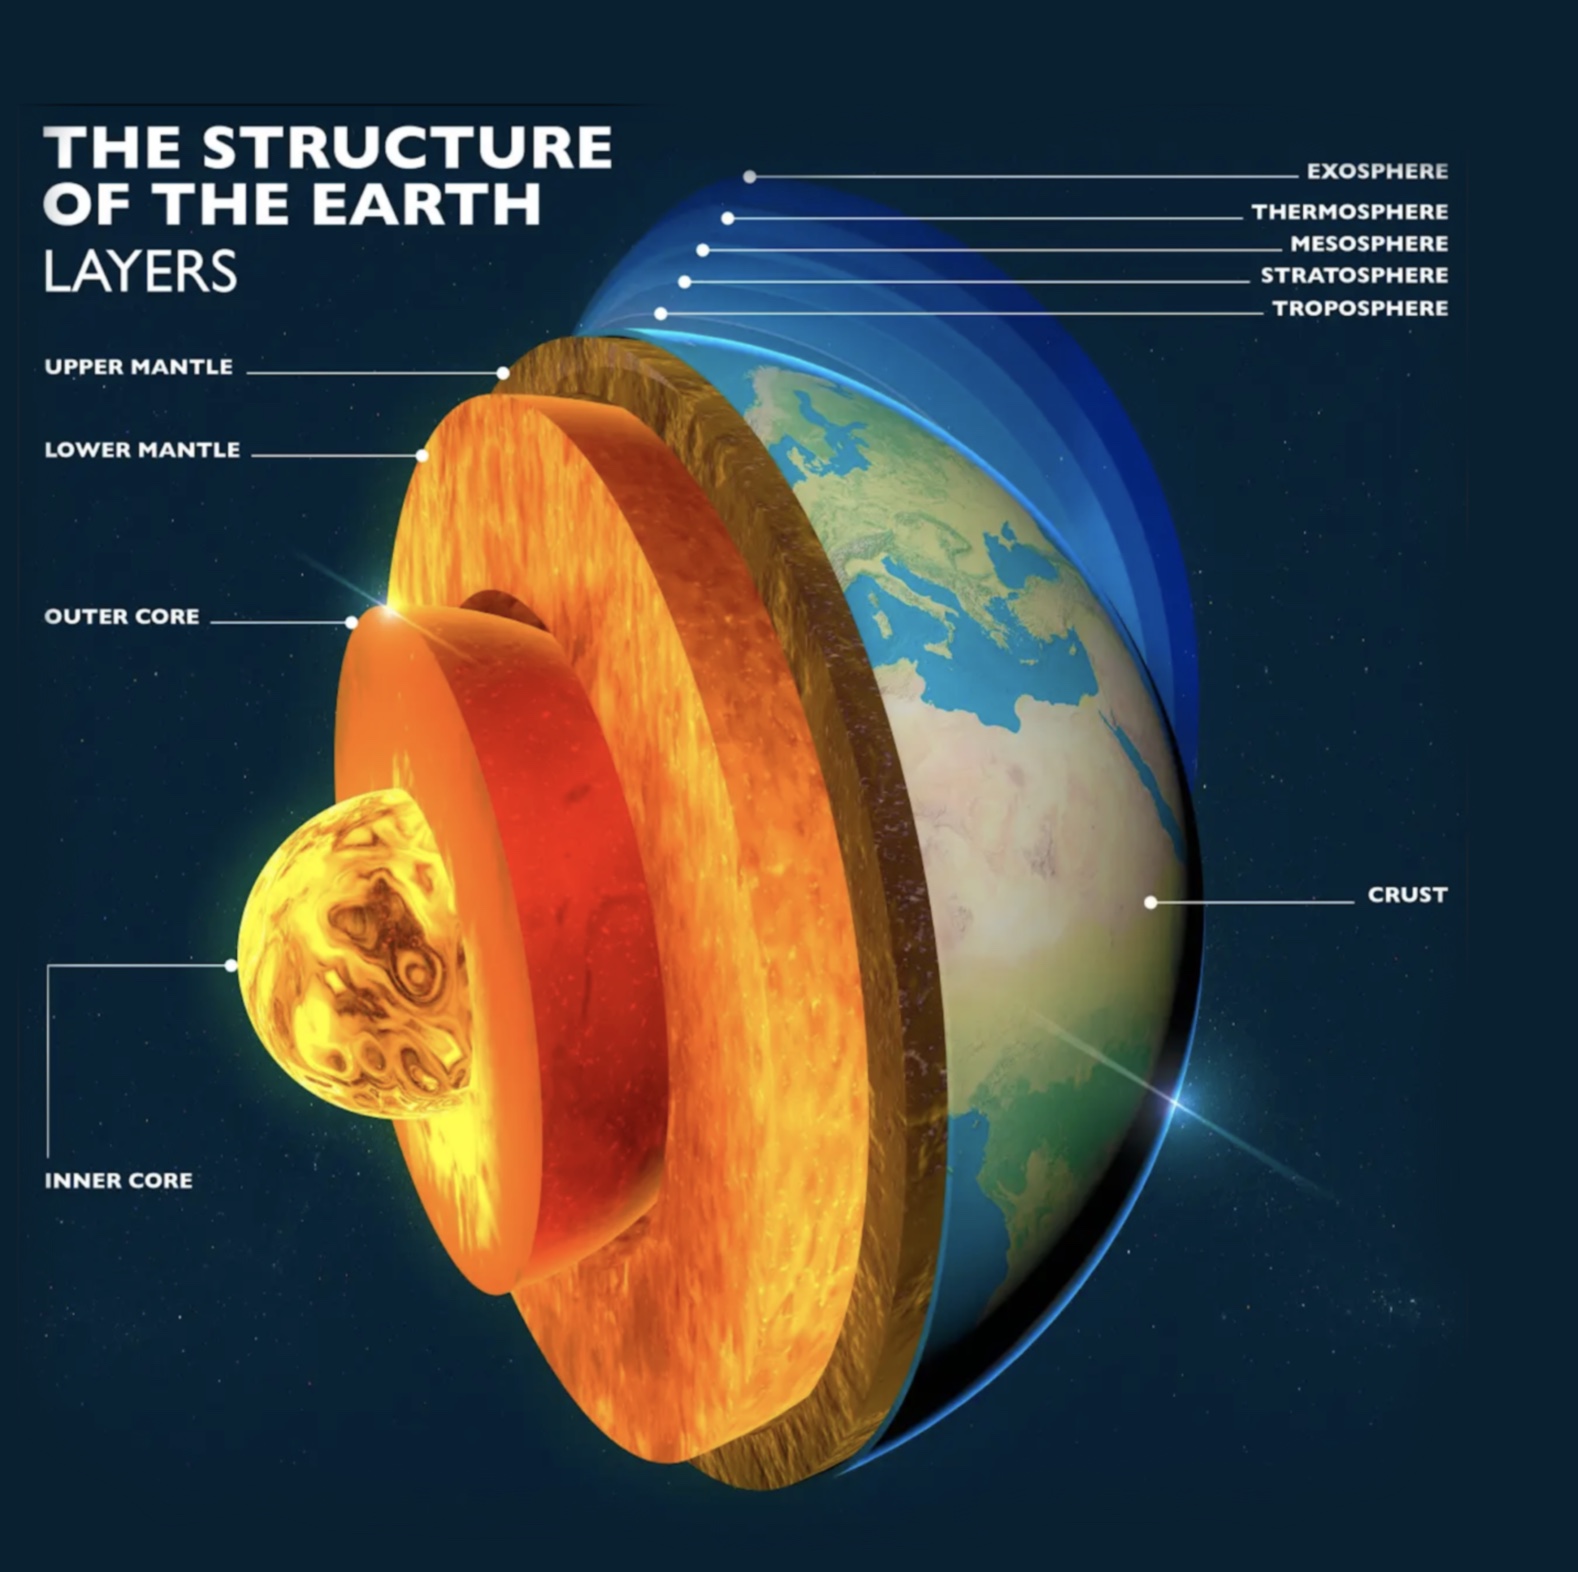 THE STRUCTURE
OF THE EARTH
LAYERS
EXOSPHERE
THERMOSPHERE
MESOSPHERE
STRATOSPHERE
TROPOSPHERE
UPPER MANTLE
LOWER MANTLE
OUTER CORE
CRUST
INNER CORE